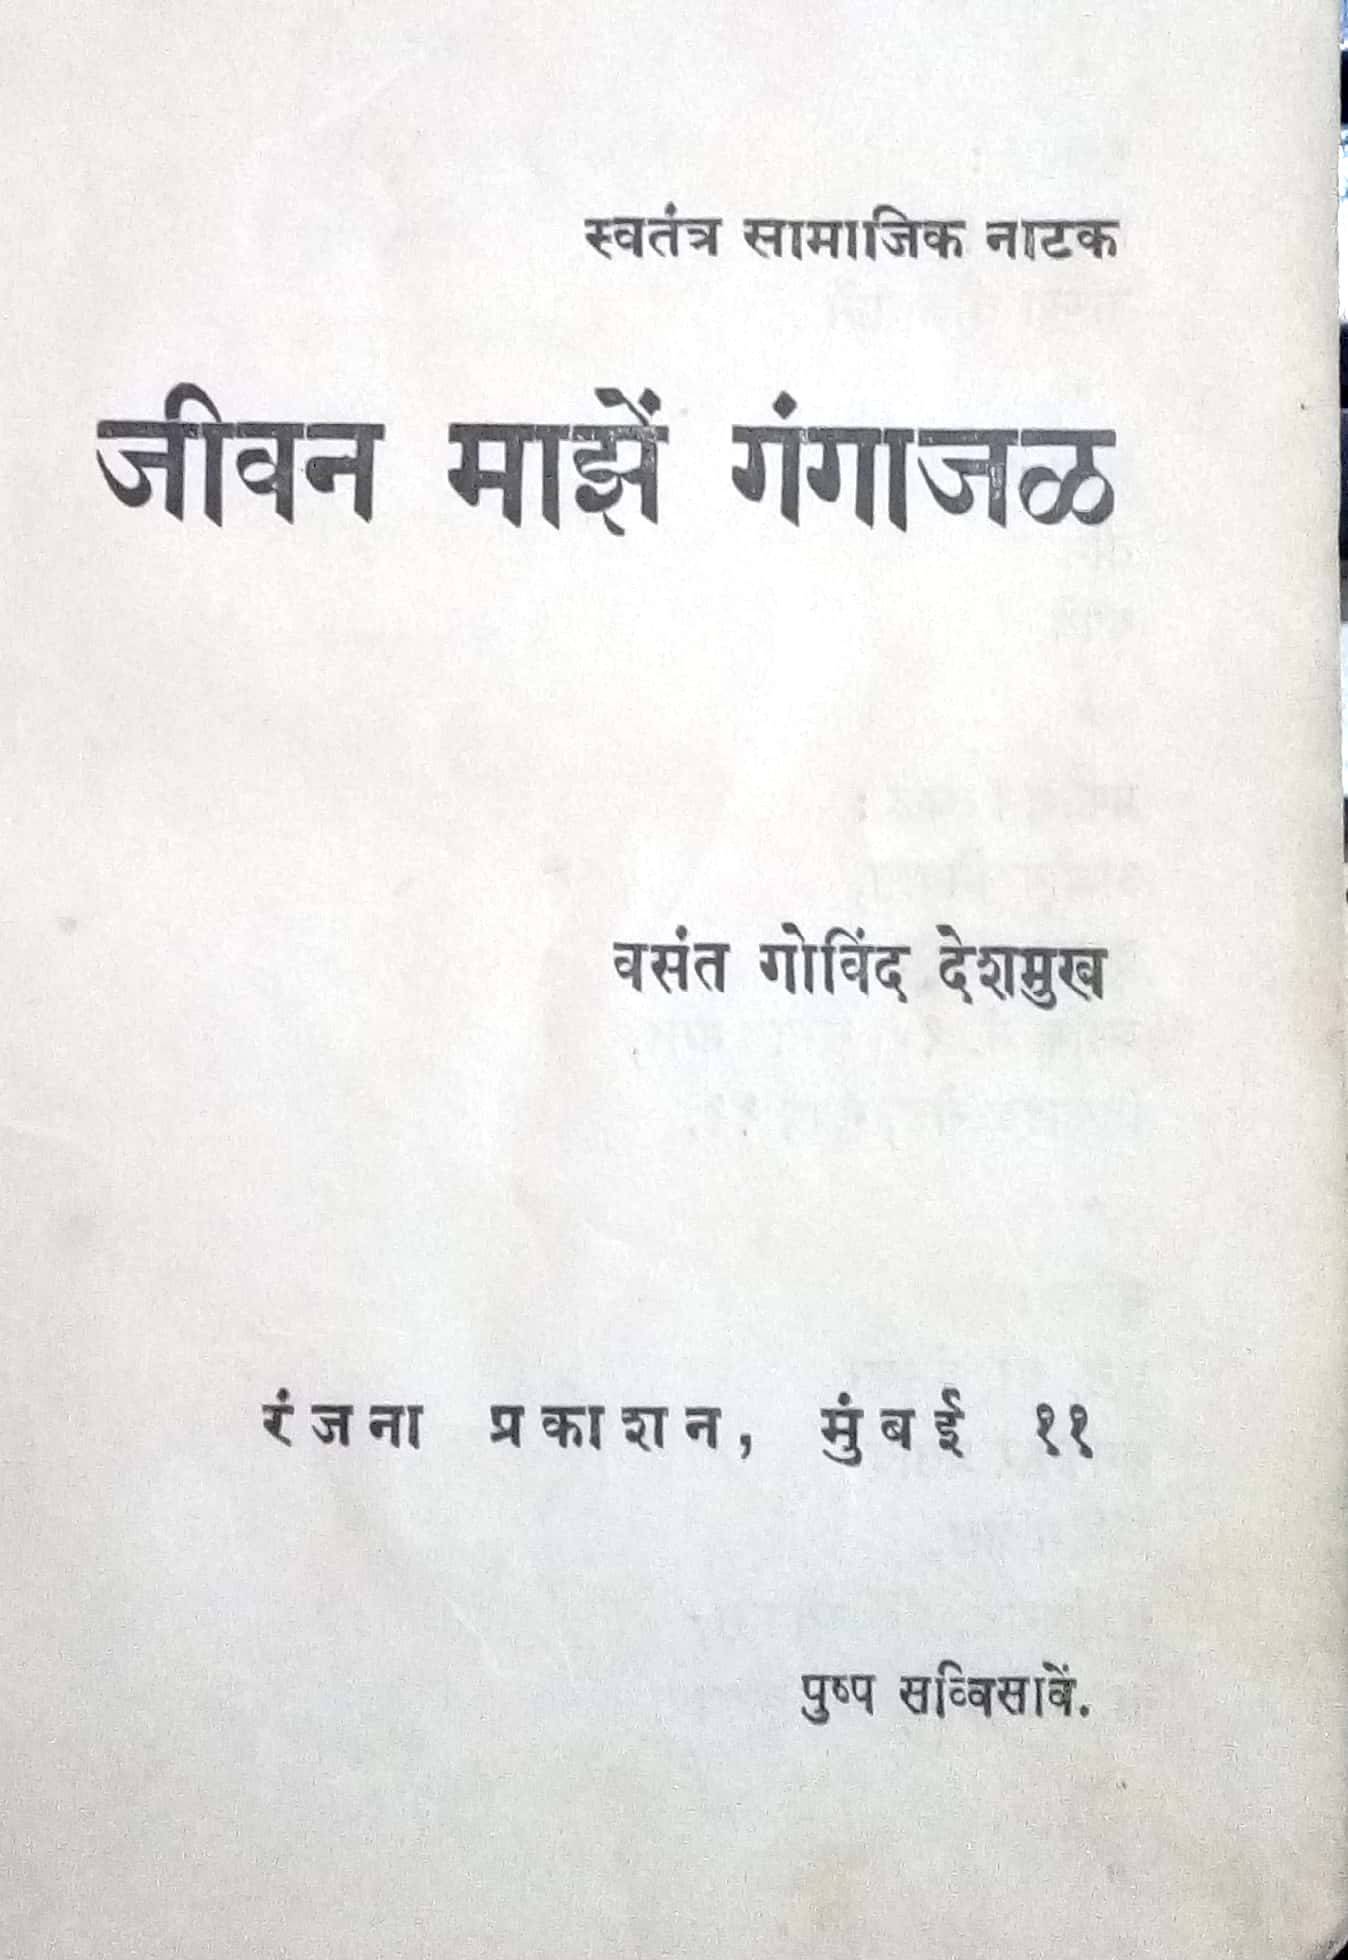 स्वतंत्र सामाजिक नाटक
जीवन माझें गंगाजळ
वसंत गोविंद देशमुख
रंजना प्रकाशन, मुंबई ११
पुष्प सव्विसावें.